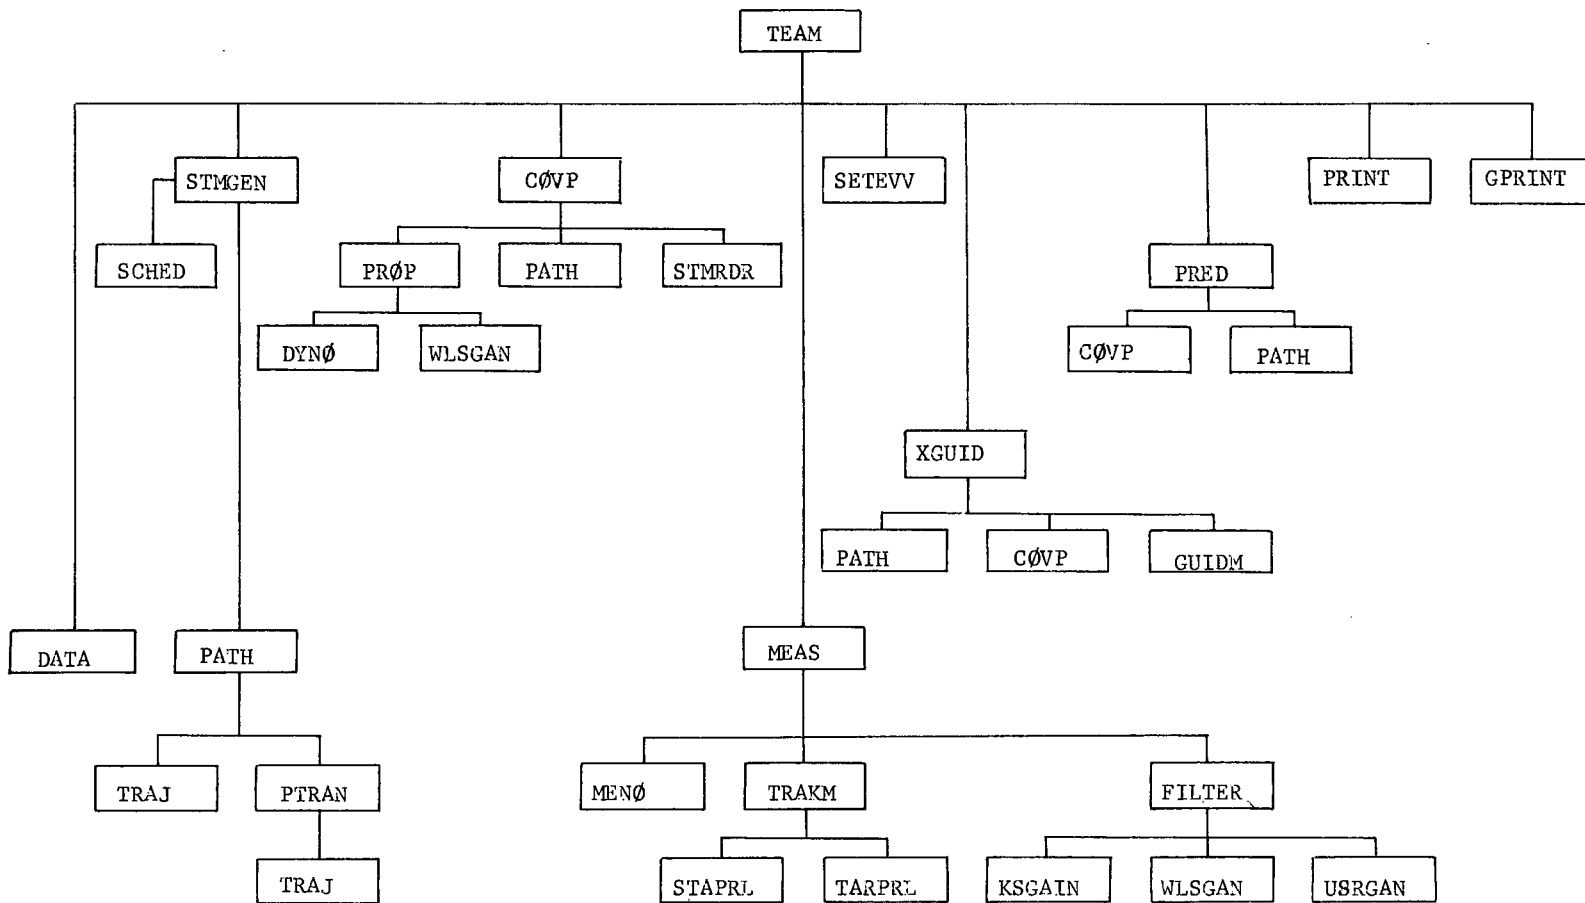 TEAM
STMGEN
CØVP
SETEVV
PRINT
GPRINT
SCHED
PRØP
PATH
STMRDR
PRED
DYNØ
WLSGAN
CØVP
PATH
XGUID
PATH
CØVP
GUIDM
DATA
PATH
MEAS
TRAJ
PTRAN
MENØ
TRAKM
FILTER
TRAJ
STAPRL
TARPRL
KSGAIN
WLSGAN
USRGAN